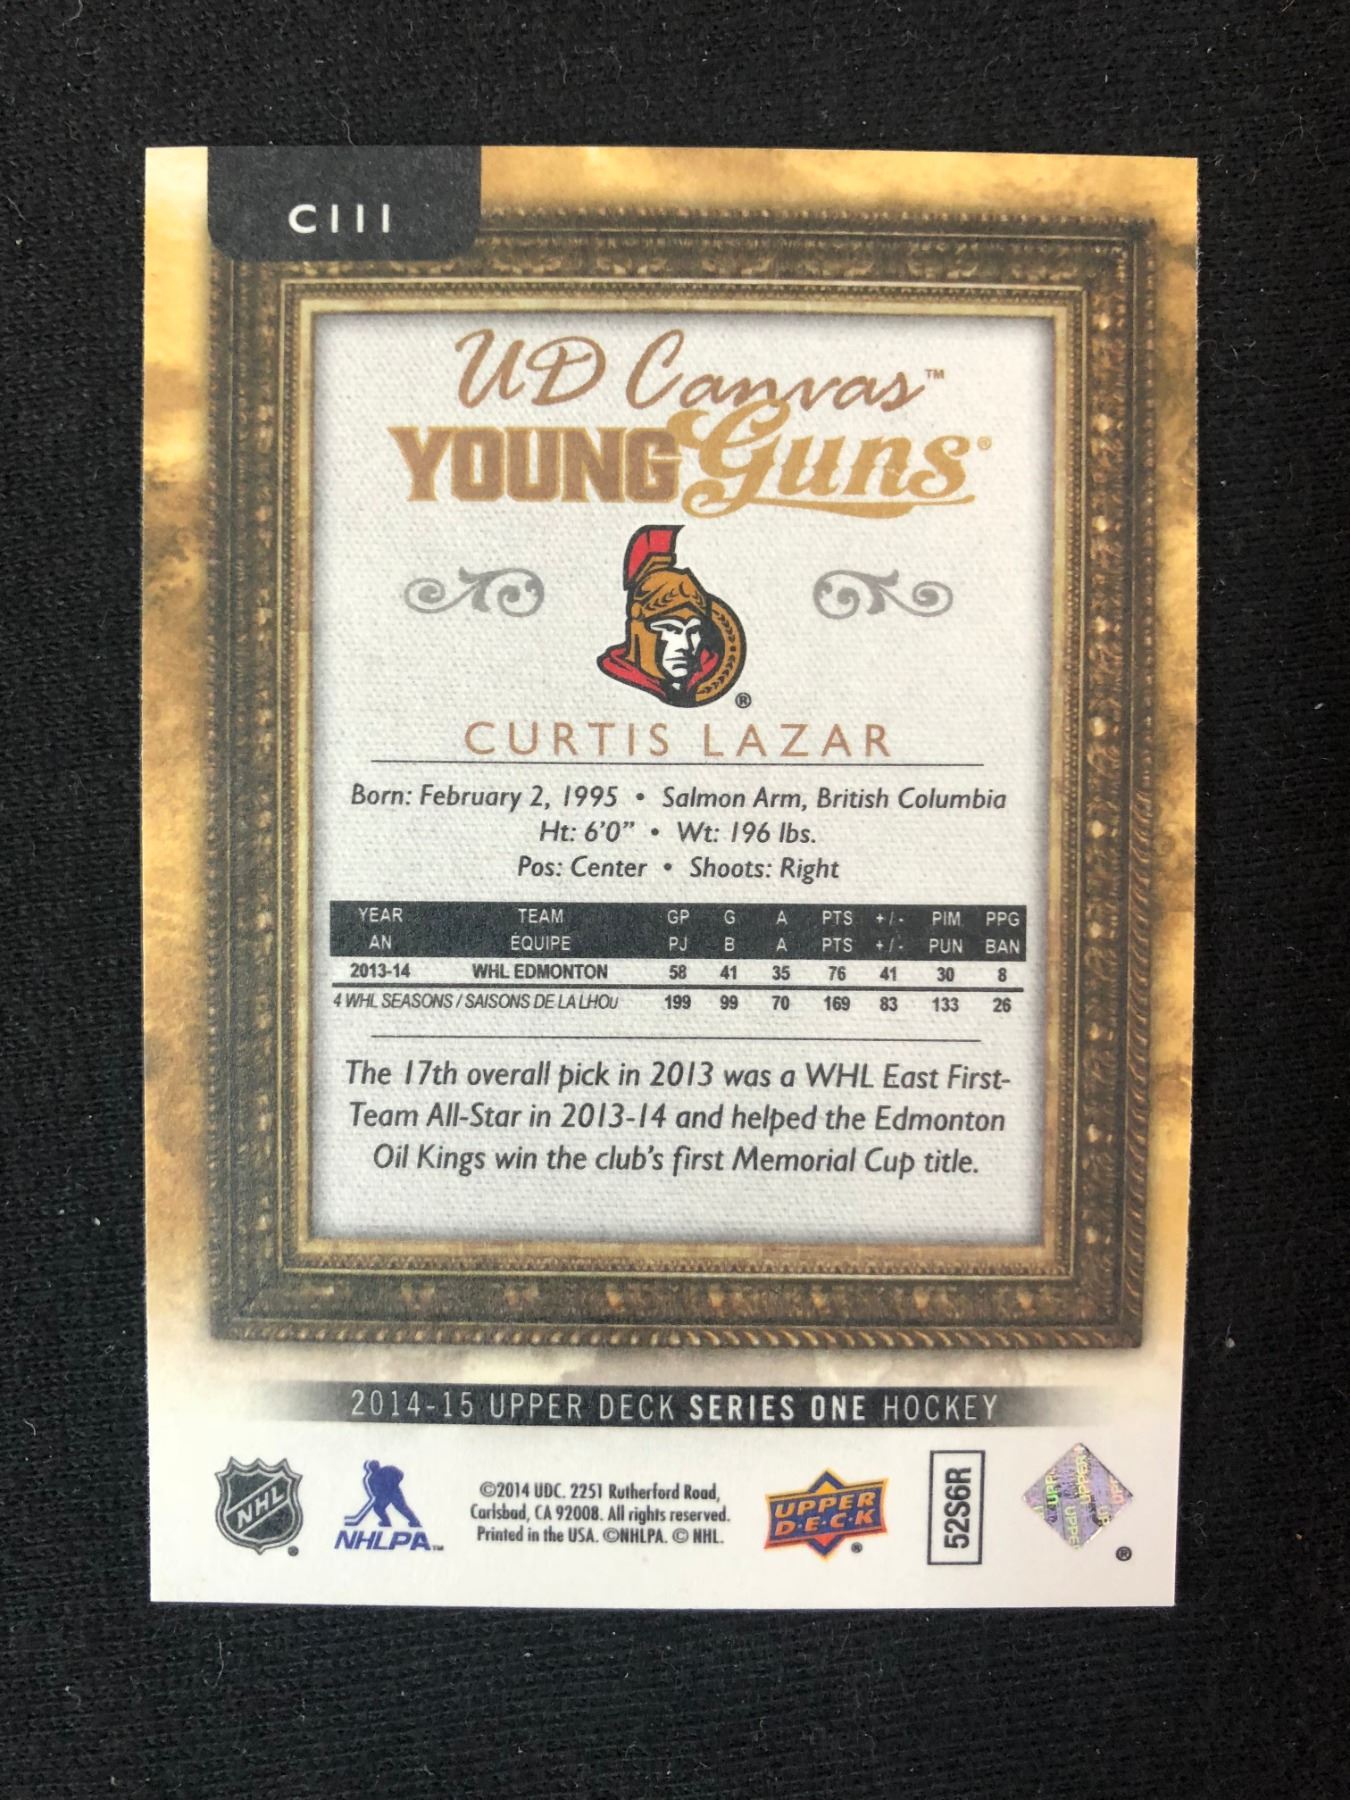 C111
UD Canvas™
YOUNG Guns®
®
CURTIS LAZAR
Born: February 2, 1995 • Salmon Arm, British Columbia
Ht: 6'0" • Wt: 196 lbs.
Pos: Center • Shoots: Right
YEAR TEAM GP G A PTS +/- PIM PPG
AN ÉQUIPE PJ B A PTS +/- PUN BAN
2013-14 WHL EDMONTON 58 41 35 76 41 30 8
4 WHL SEASONS / SAISONS DE LA LHOU 199 99 70 169 83 133 26
The 17th overall pick in 2013 was a WHL East First-
Team All-Star in 2013-14 and helped the Edmonton
Oil Kings win the club's first Memorial Cup title.
2014-15 UPPER DECK SERIES ONE HOCKEY
NHL ®
NHLPA™
©2014 UDC. 2251 Rutherford Road,
Carlsbad, CA 92008. All rights reserved.
Printed in the USA. ©NHLPA. © NHL.
UPPER
D·E·C·K ®
52S6R
®